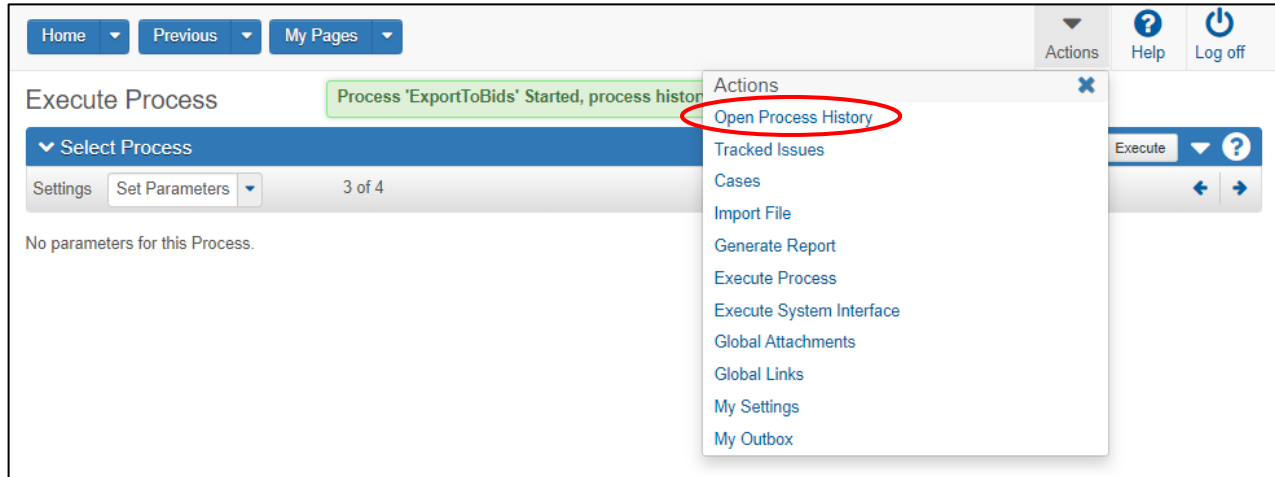 Home Previous My Pages
Actions Help Log off
Execute Process
Process 'ExportToBids' Started, process histor
Select Process
Execute
Settings Set Parameters 3 of 4
No parameters for this Process.
Actions
Open Process History
Tracked Issues
Cases
Import File
Generate Report
Execute Process
Execute System Interface
Global Attachments
Global Links
My Settings
My Outbox